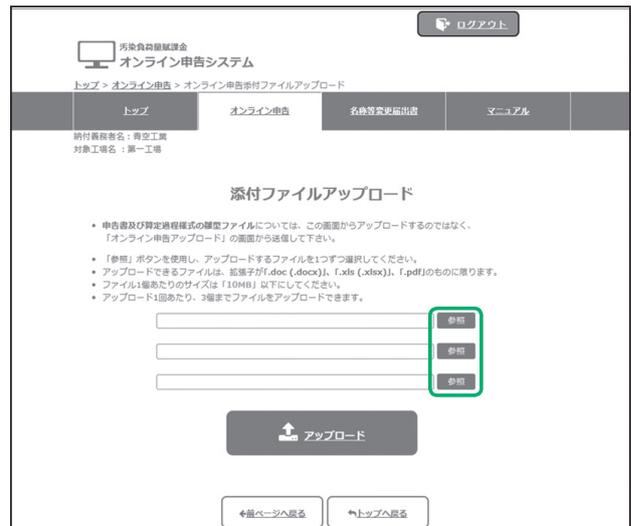 ログアウト
汚染負荷量賦課金
オンライン申告システム
トップ > オンライン申告 > オンライン申告添付ファイルアップロード
トップ オンライン申告 名称等変更届出書 マニュアル
納付義務者名：青空工業
対象工場名 ：第一工場
添付ファイルアップロード
• 申告書及び算定過程様式の雛型ファイルについては、この画面からアップロードするのではなく、
「オンライン申告アップロード」の画面から送信して下さい。
• 「参照」ボタンを使用し、アップロードするファイルを1つずつ選択してください。
• アップロードできるファイルは、拡張子が「.doc (.docx)」、「.xls (.xlsx)」、「.pdf」のものに限ります。
• ファイル1個あたりのサイズは「10MB」以下にしてください。
• アップロード1回あたり、3個までファイルをアップロードできます。
参照
参照
参照
アップロード
前ページへ戻る トップへ戻る